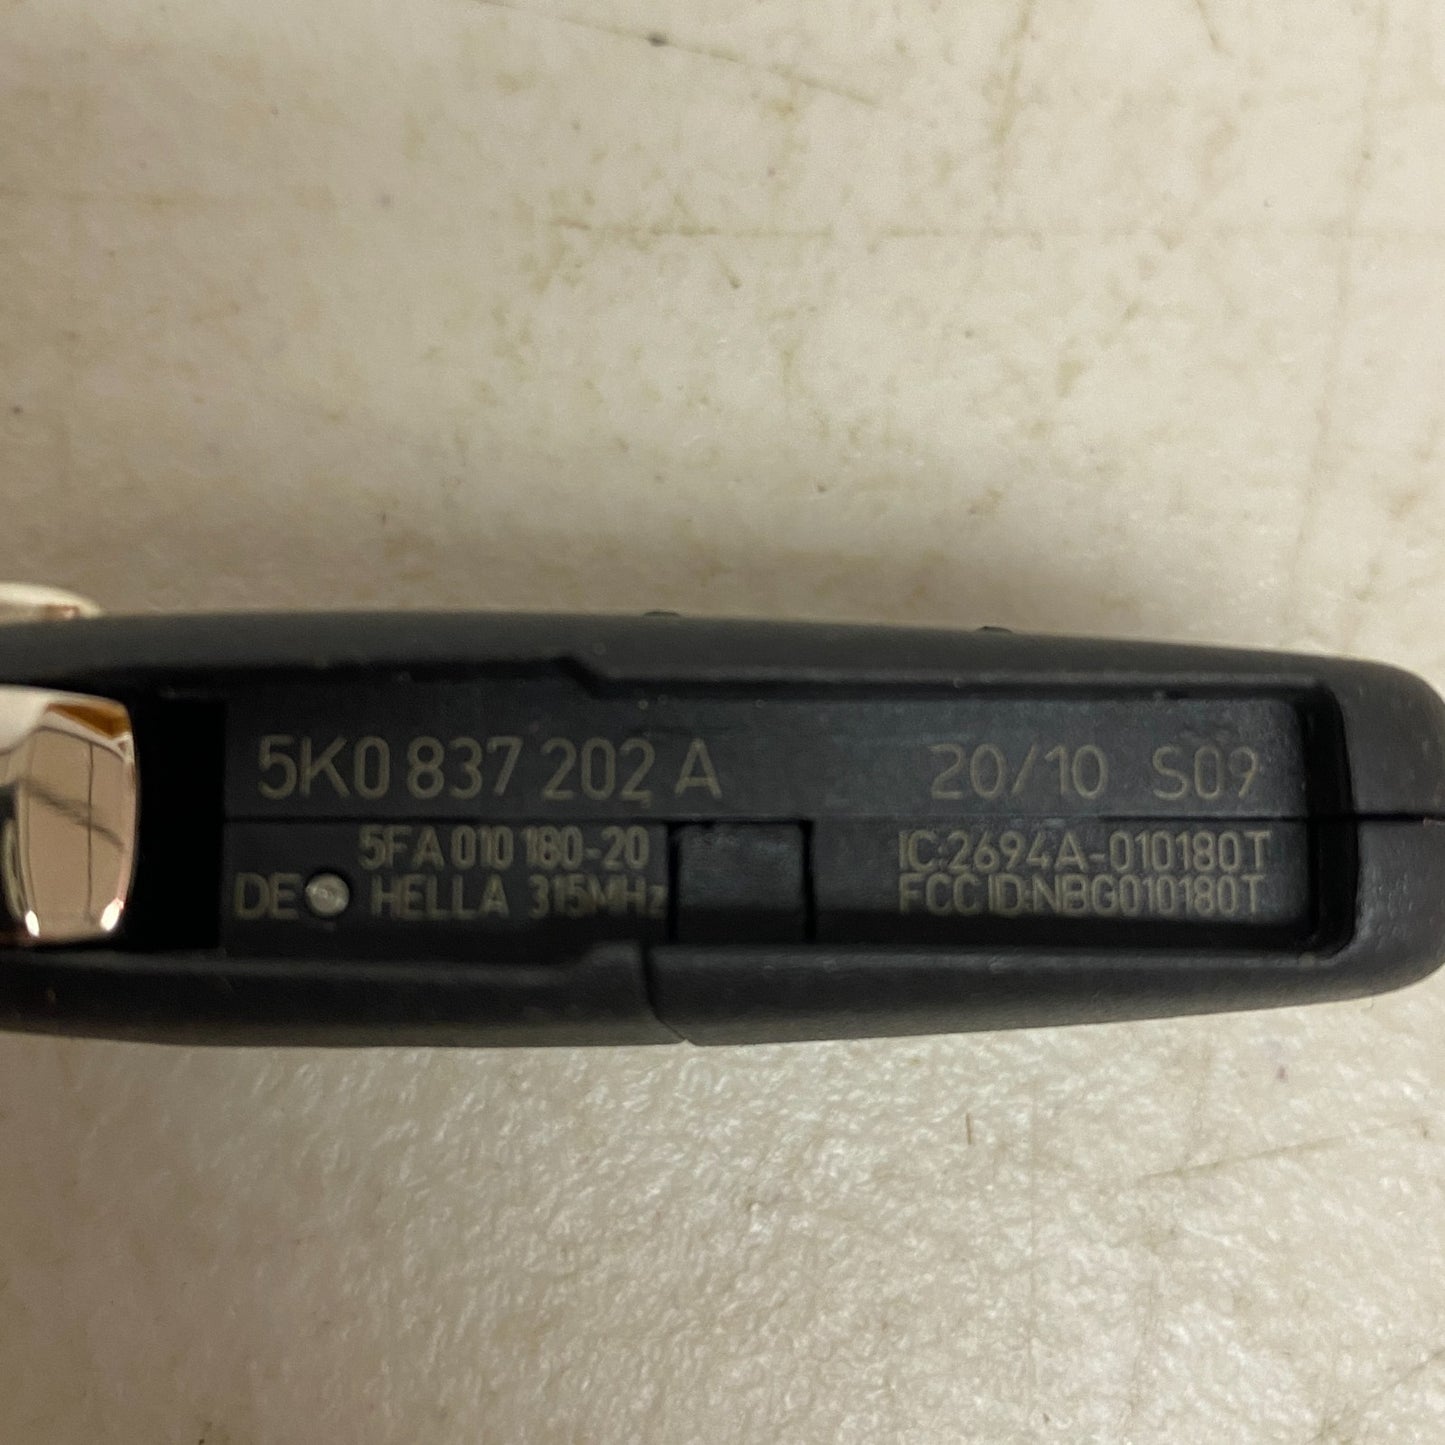 5K0 837 202 A 20/10 S09
5FA 010 180-20 IC:2694A-010180T
DE HELLA 315MHz FCC ID:NBG010180T